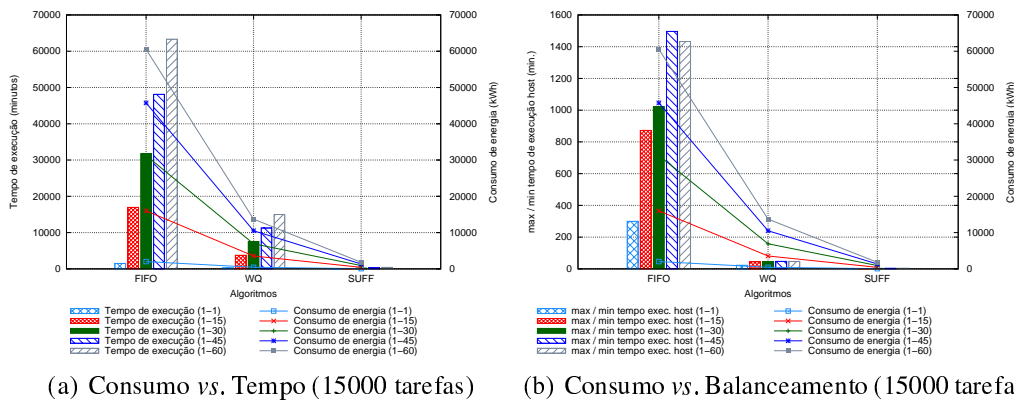 70000
60000
50000
40000
30000
20000
10000
0
Tempo de execução (minutos)
70000
60000
50000
40000
30000
20000
10000
0
Consumo de energia (kWh)
FIFO WQ SUFF
Algoritmos
Tempo de execução (1−1) Consumo de energia (1−1)
Tempo de execução (1−15) Consumo de energia (1−15)
Tempo de execução (1−30) Consumo de energia (1−30)
Tempo de execução (1−45) Consumo de energia (1−45)
Tempo de execução (1−60) Consumo de energia (1−60)
(a) Consumo vs. Tempo (15000 tarefas)
1600
1400
1200
1000
800
600
400
200
0
max / min tempo de execução host (min.)
70000
60000
50000
40000
30000
20000
10000
0
Consumo de energia (kWh)
FIFO WQ SUFF
Algoritmos
max / min tempo exec. host (1−1) Consumo de energia (1−1)
max / min tempo exec. host (1−15) Consumo de energia (1−15)
max / min tempo exec. host (1−30) Consumo de energia (1−30)
max / min tempo exec. host (1−45) Consumo de energia (1−45)
max / min tempo exec. host (1−60) Consumo de energia (1−60)
(b) Consumo vs. Balanceamento (15000 tarefa